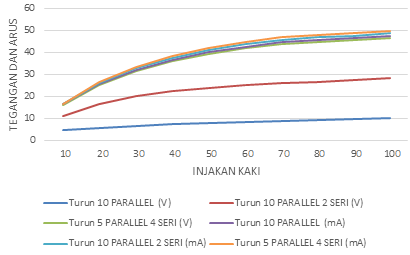 TEGANGAN DAN ARUS
60
50
40
30
20
10
0
10 20 30 40 50 60 70 80 90 100
INJAKAN KAKI
Turun 10 PARALLEL (V) Turun 10 PARALLEL 2 SERI (V)
Turun 5 PARALLEL 4 SERI (V) Turun 10 PARALLEL (mA)
Turun 10 PARALLEL 2 SERI (mA) Turun 5 PARALLEL 4 SERI (mA)